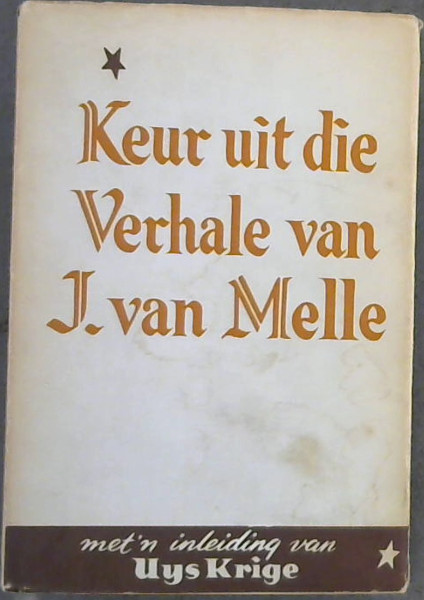 Keur uit die
Verhale van
J. van Melle
met 'n inleiding van
Uys Krige